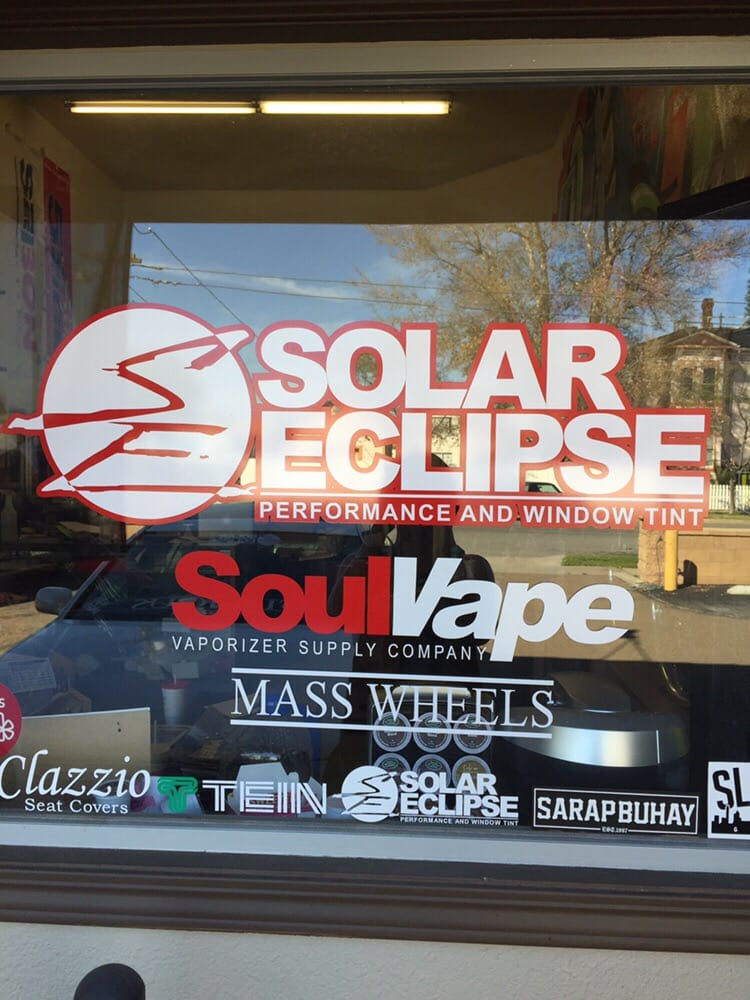 SOLAR
ECLIPSE
PERFORMANCE AND WINDOW TINT
SoulVape
VAPORIZER SUPPLY COMPANY
MASS WHEELS
Clazzio
Seat Covers
TEIN
SOLAR
ECLIPSE
PERFORMANCE AND WINDOW TINT
SARAPBUHAY
EST.1997
SL